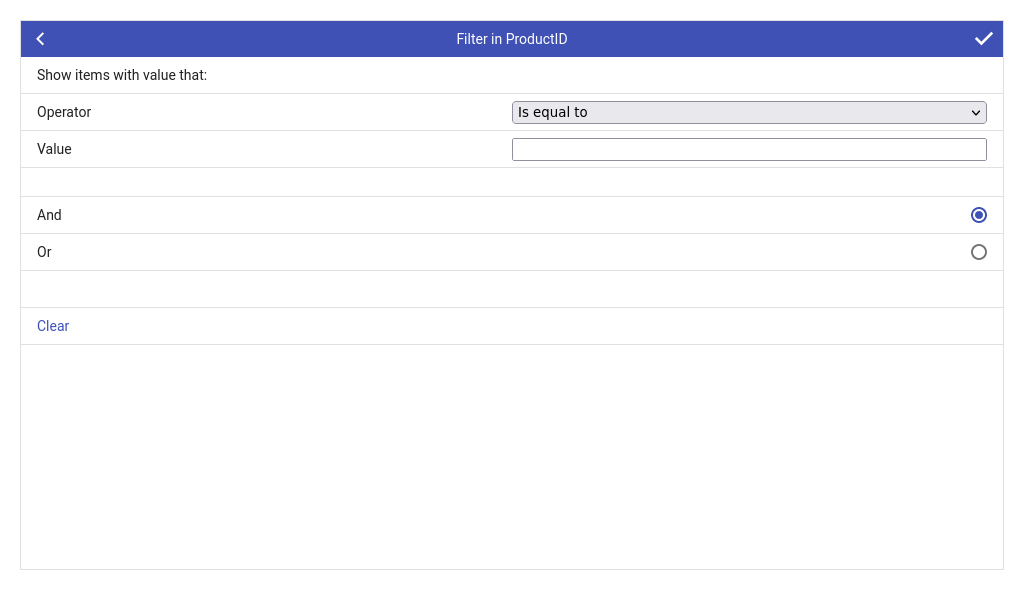 Filter in ProductID
Show items with value that:
Operator
Is equal to
Value
And
Or
Clear